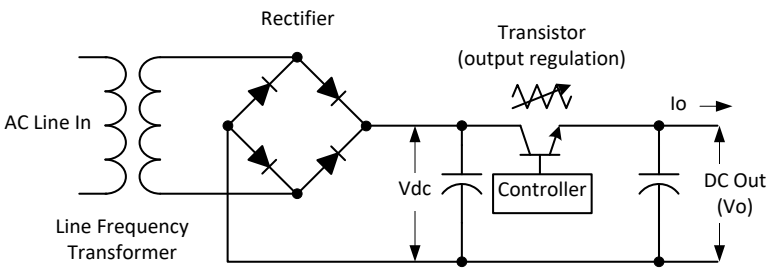 Rectifier
Transistor
(output regulation)
Io
AC Line In
Vdc
Controller
DC Out
(Vo)
Line Frequency
Transformer